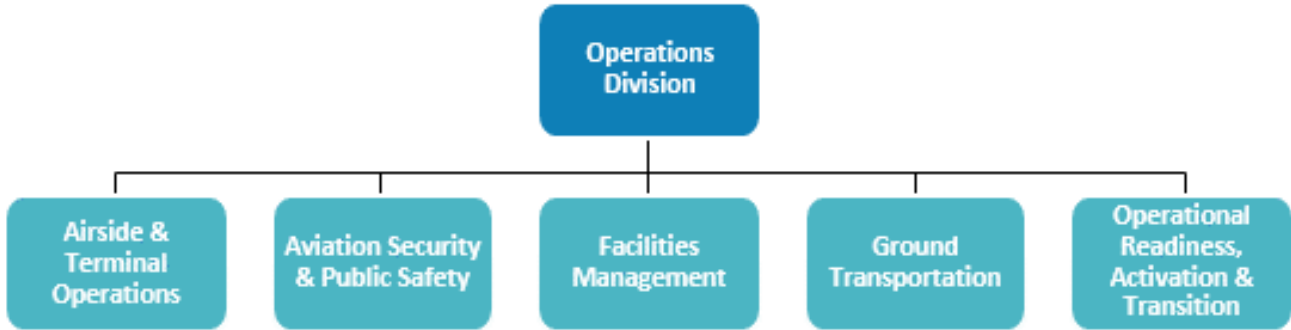 Operations
Division
Airside &
Terminal
Operations
Aviation Security
& Public Safety
Facilities
Management
Ground
Transportation
Operational
Readiness,
Activation &
Transition